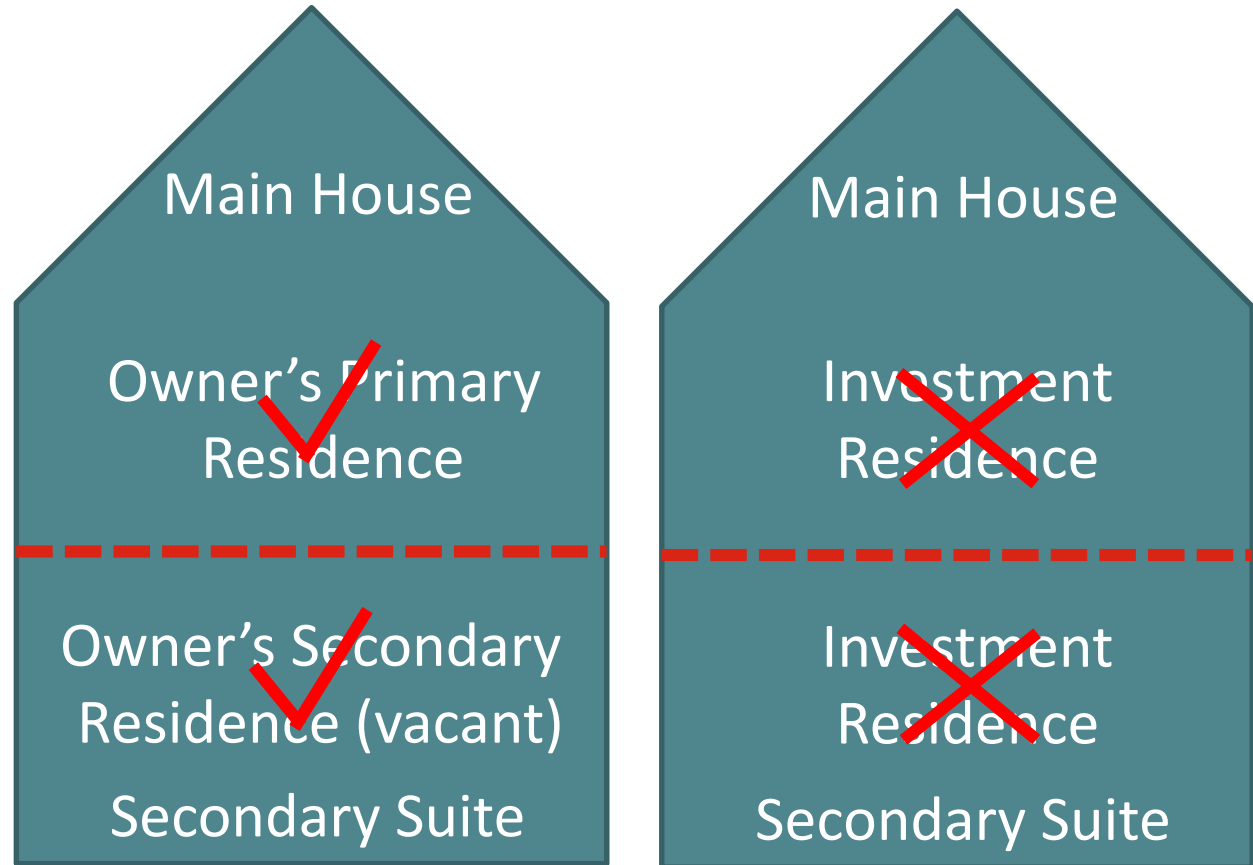 Main House
Owner’s Primary
Residence
Owner’s Secondary
Residence (vacant)
Secondary Suite
Main House
Investment
Residence
Investment
Residence
Secondary Suite